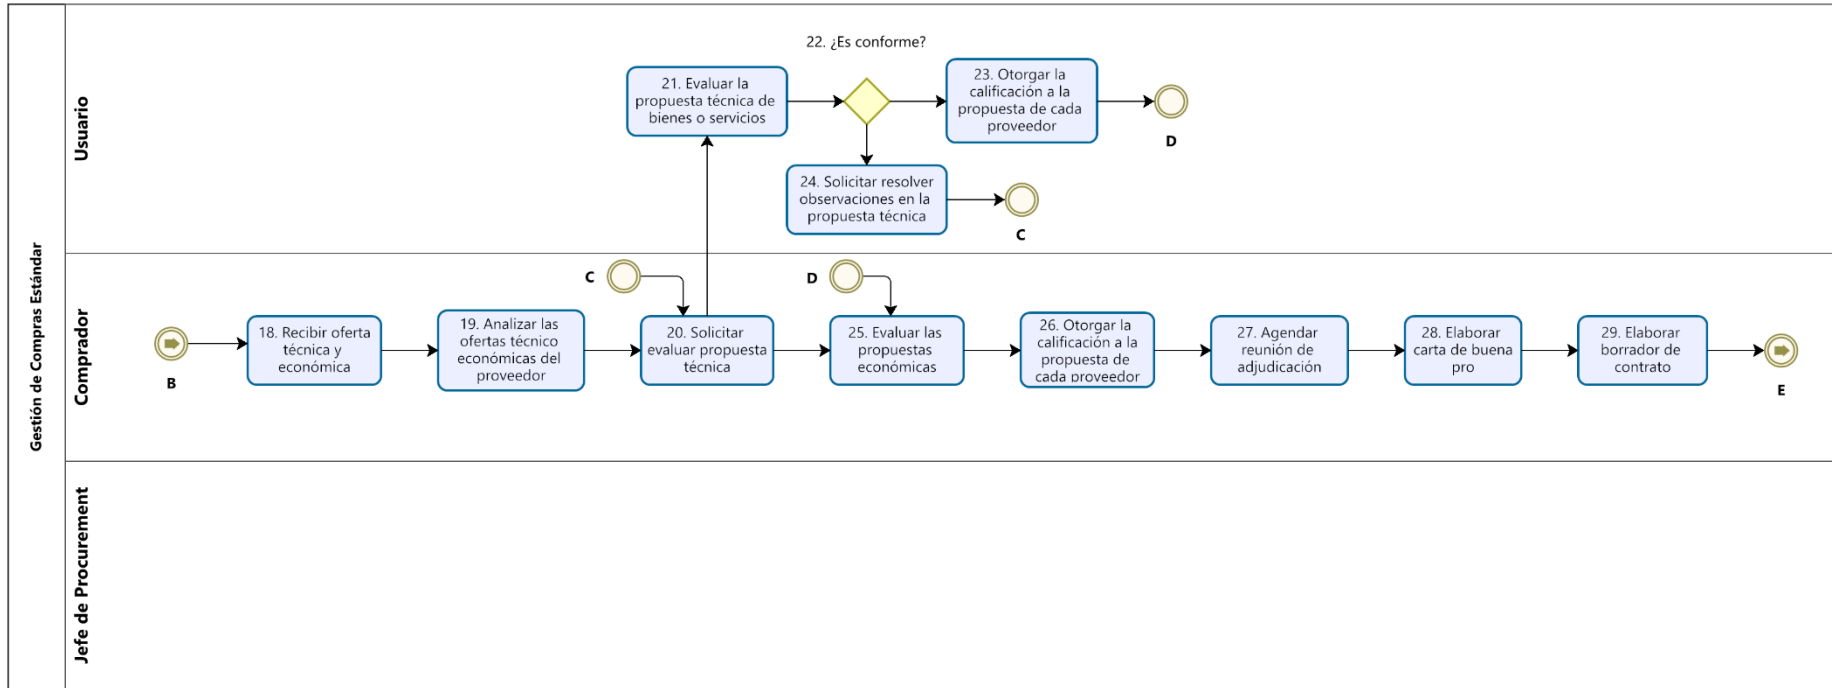 Gestión de Compras Estándar
Usuario
22. ¿Es conforme?
21. Evaluar la
propuesta técnica de
bienes o servicios
23. Otorgar la
calificación a la
propuesta de cada
proveedor
D
24. Solicitar resolver
observaciones en la
propuesta técnica
C
Comprador
C
D
B
18. Recibir oferta
técnica y
económica
19. Analizar las
ofertas técnico
económicas del
proveedor
20. Solicitar
evaluar propuesta
técnica
25. Evaluar las
propuestas
económicas
26. Otorgar la
calificación a la
propuesta de
cada proveedor
27. Agendar
reunión de
adjudicación
28. Elaborar
carta de buena
pro
29. Elaborar
borrador de
contrato
E
Jefe de Procurement